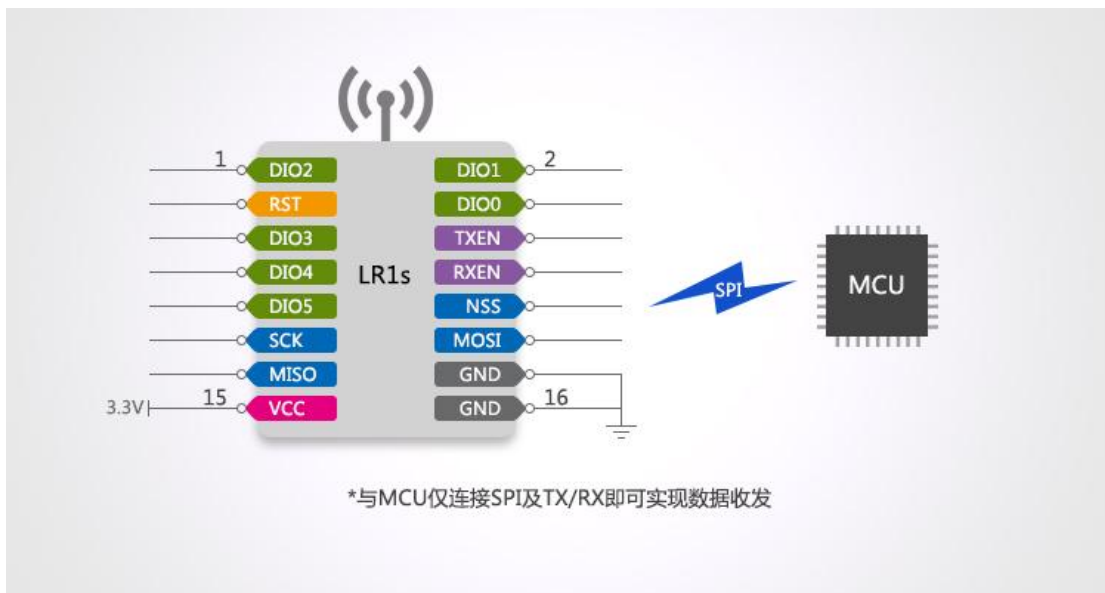 1 DIO2 DIO1 2
RST DIO0
DIO3 TXEN
DIO4 LR1s RXEN
DIO5 NSS
SCK MOSI
MISO GND
3.3V 15 VCC GND 16
SPI
MCU
*与MCU仅连接SPI及TX/RX即可实现数据收发